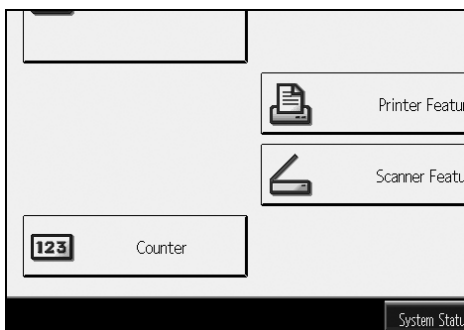 Printer Featur
Scanner Featu
123 Counter
System Statu